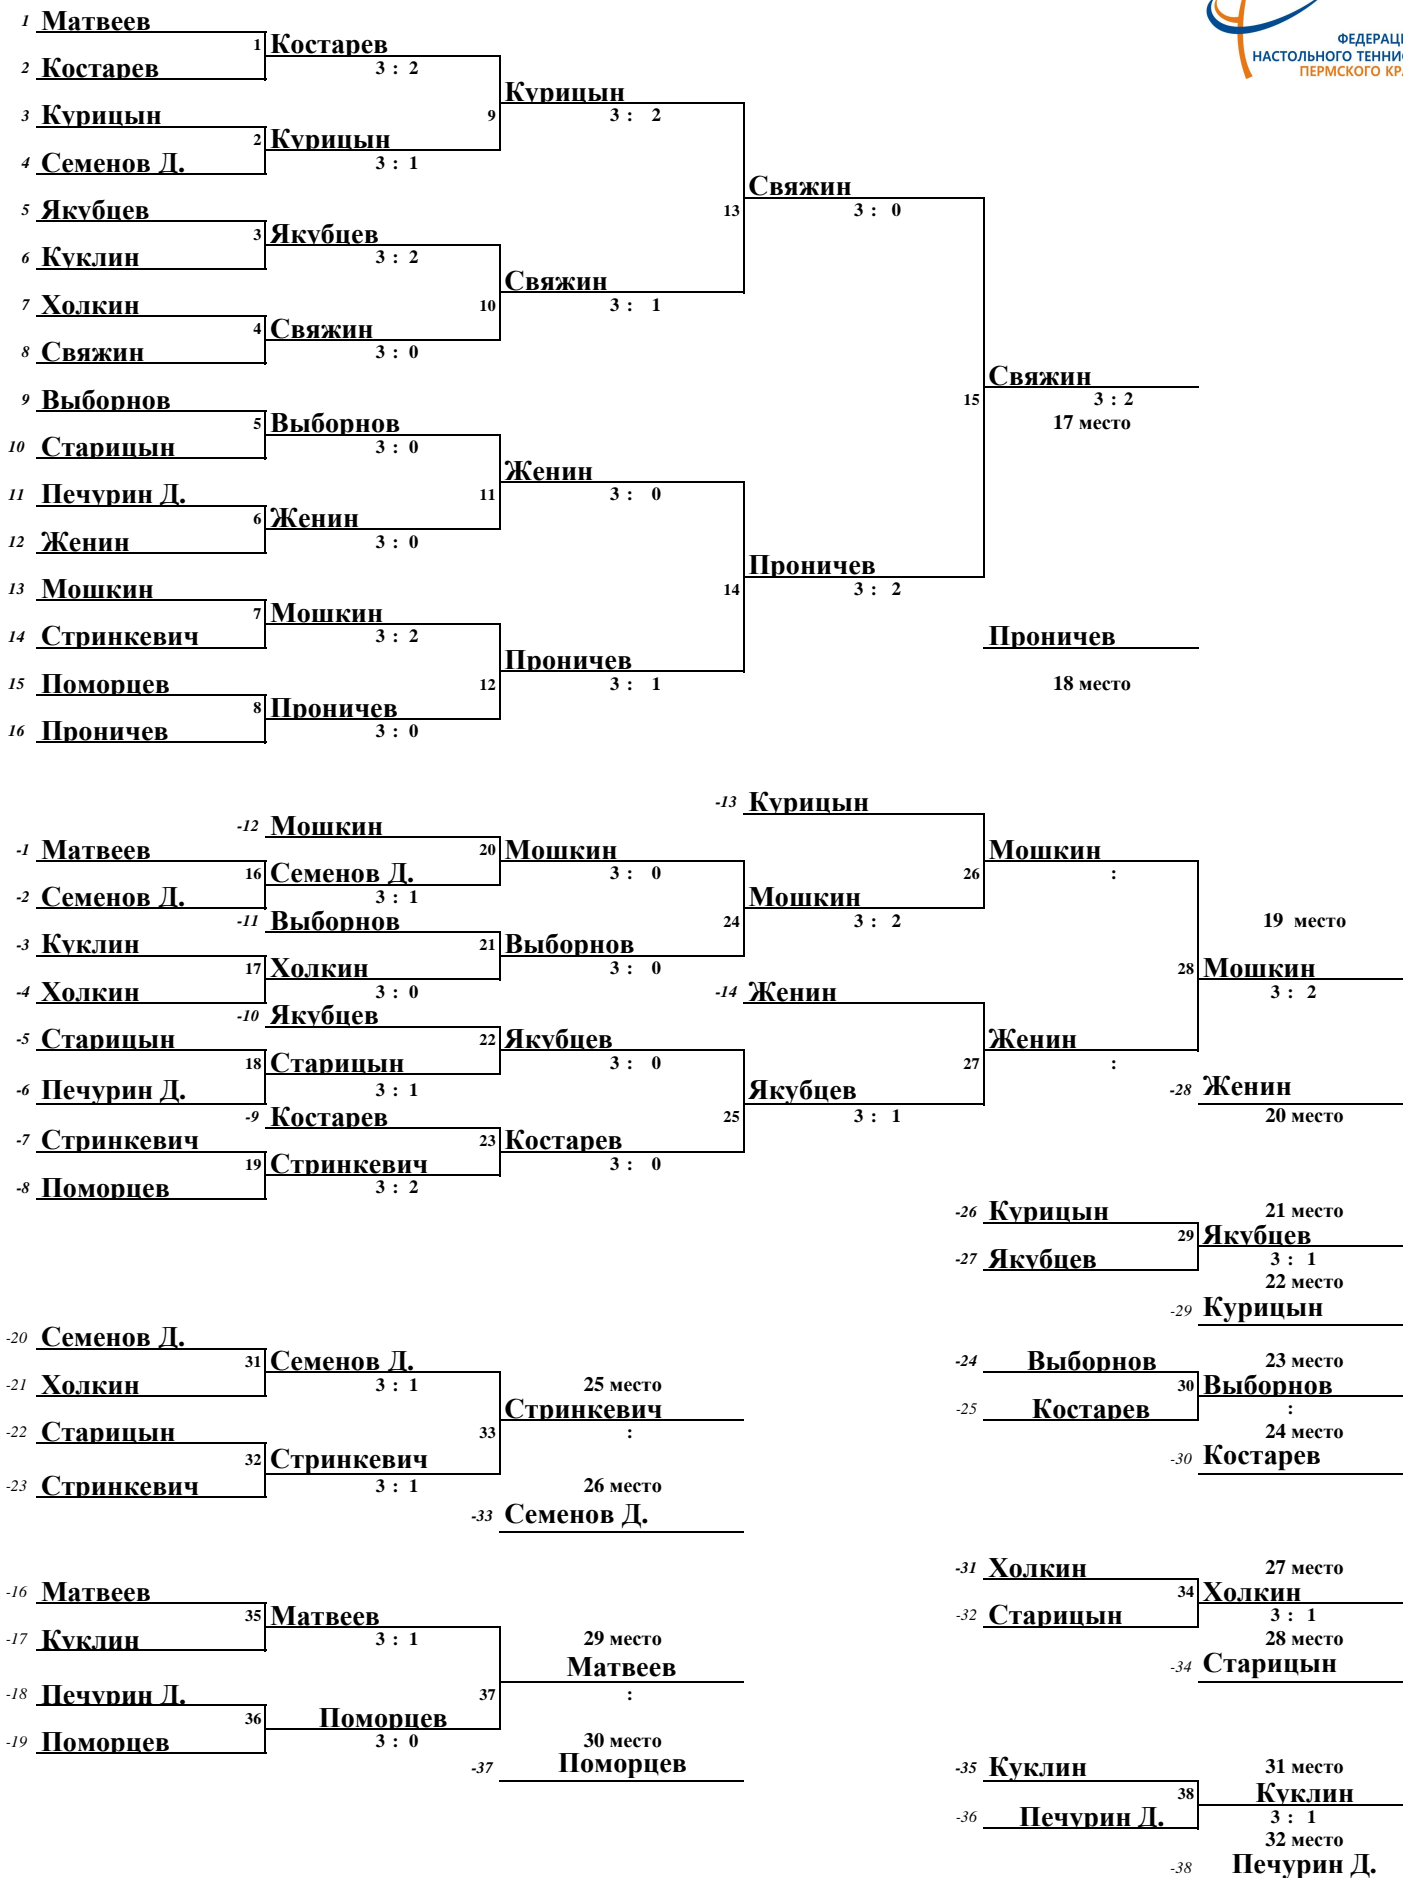 ФЕДЕРАЦ
НАСТОЛЬНОГО ТЕННИ
ПЕРМСКОГО КР
1 Матвеев
1 Костарев
2 Костарев
3 : 2
Курицын
3 Курицын
9
3 : 2
2 Курицын
4 Семенов Д.
3 : 1
Свяжин
5 Якубцев
13
3 : 0
3 Якубцев
6 Куклин
3 : 2
Свяжин
7 Холкин
10
3 : 1
4 Свяжин
8 Свяжин
3 : 0
Свяжин
9 Выборнов
15
3 : 2
5 Выборнов
17 место
10 Старицын
3 : 0
Женин
11 Печурин Д.
11
3 : 0
6 Женин
12 Женин
3 : 0
Проничев
13 Мошкин
14
3 : 2
7 Мошкин
14 Стринкевич
3 : 2
Проничев
Проничев
15 Поморцев
12
3 : 1
18 место
8 Проничев
16 Проничев
3 : 0
-13 Курицын
-12 Мошкин
-1 Матвеев
20 Мошкин
Мошкин
16 Семенов Д.
3 : 0
26
:
-2 Семенов Д.
3 : 1
Мошкин
-11 Выборнов
24
3 : 2
19 место
-3 Куклин
21 Выборнов
17 Холкин
3 : 0
28 Мошкин
-4 Холкин
3 : 0
-14 Женин
3 : 2
-10 Якубцев
-5 Старицын
22 Якубцев
Женин
18 Старицын
3 : 0
27
:
-6 Печурин Д.
3 : 1
Якубцев
-28 Женин
-9 Костарев
25
3 : 1
20 место
-7 Стринкевич
23 Костарев
19 Стринкевич
3 : 0
-8 Поморцев
3 : 2
-26 Курицын
21 место
29 Якубцев
-27 Якубцев
3 : 1
22 место
-29 Курицын
-20 Семенов Д.
31 Семенов Д.
-24 Выборнов
23 место
-21 Холкин
3 : 1
25 место
30 Выборнов
Стринкевич
-25 Костарев
:
-22 Старицын
33
:
24 место
32 Стринкевич
-30 Костарев
-23 Стринкевич
3 : 1
26 место
-33 Семенов Д.
-31 Холкин
27 место
-16 Матвеев
34 Холкин
35 Матвеев
-32 Старицын
3 : 1
-17 Куклин
3 : 1
29 место
28 место
Матвеев
-34 Старицын
-18 Печурин Д.
37
:
36 Поморцев
-19 Поморцев
3 : 0
30 место
-37 Поморцев
-35 Куклин
31 место
38 Куклин
-36 Печурин Д.
3 : 1
32 место
-38 Печурин Д.